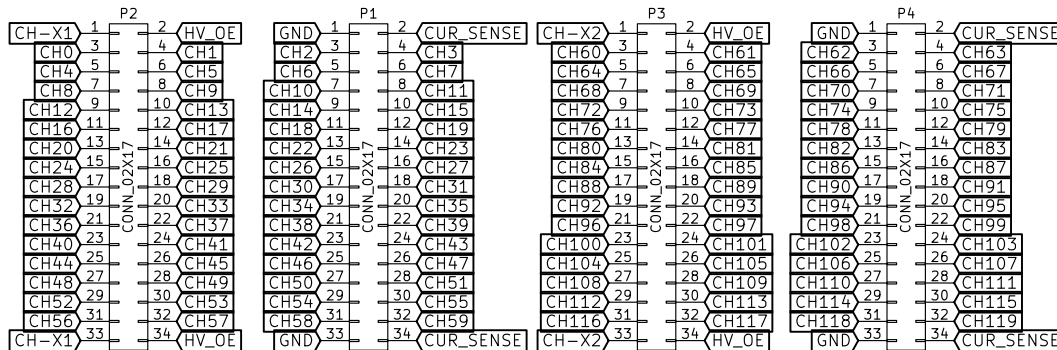 P2 P1 P3 P4
CH-X1 1 2 HV_OE GND 1 2 CUR_SENSE CH-X2 1 2 HV_OE GND 1 2 CUR_SENSE
CH0 3 4 CH1 CH2 3 4 CH3 CH60 3 4 CH61 CH62 3 4 CH63
CH4 5 6 CH5 CH6 5 6 CH7 CH64 5 6 CH65 CH66 5 6 CH67
CH8 7 8 CH9 CH10 7 8 CH11 CH68 7 8 CH69 CH70 7 8 CH71
CH12 9 10 CH13 CH14 9 10 CH15 CH72 9 10 CH73 CH74 9 10 CH75
CH16 11 12 CH17 CH18 11 12 CH19 CH76 11 12 CH77 CH78 11 12 CH79
CH20 13 14 CH21 CH22 13 14 CH23 CH80 13 14 CH81 CH82 13 14 CH83
CH24 15 16 CH25 CH26 15 16 CH27 CH84 15 16 CH85 CH86 15 16 CH87
CH28 17 18 CH29 CH30 17 18 CH31 CH88 17 18 CH89 CH90 17 18 CH91
CH32 19 20 CH33 CH34 19 20 CH35 CH92 19 20 CH93 CH94 19 20 CH95
CH36 21 22 CH37 CH38 21 22 CH39 CH96 21 22 CH97 CH98 21 22 CH99
CH40 23 24 CH41 CH42 23 24 CH43 CH100 23 24 CH101 CH102 23 24 CH103
CH44 25 26 CH45 CH46 25 26 CH47 CH104 25 26 CH105 CH106 25 26 CH107
CH48 27 28 CH49 CH50 27 28 CH51 CH108 27 28 CH109 CH110 27 28 CH111
CH52 29 30 CH53 CH54 29 30 CH55 CH112 29 30 CH113 CH114 29 30 CH115
CH56 31 32 CH57 CH58 31 32 CH59 CH116 31 32 CH117 CH118 31 32 CH119
CH-X1 33 34 HV_OE GND 33 34 CUR_SENSE CH-X2 33 34 HV_OE GND 33 34 CUR_SENSE
CONN_02X17 CONN_02X17 CONN_02X17 CONN_02X17